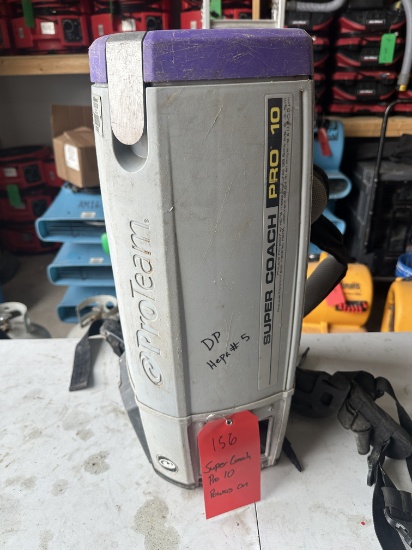 ProTeam
SUPER COACH PRO 10
DP
Hepa # 5
156
Super Coach
Pro 10
Powers on